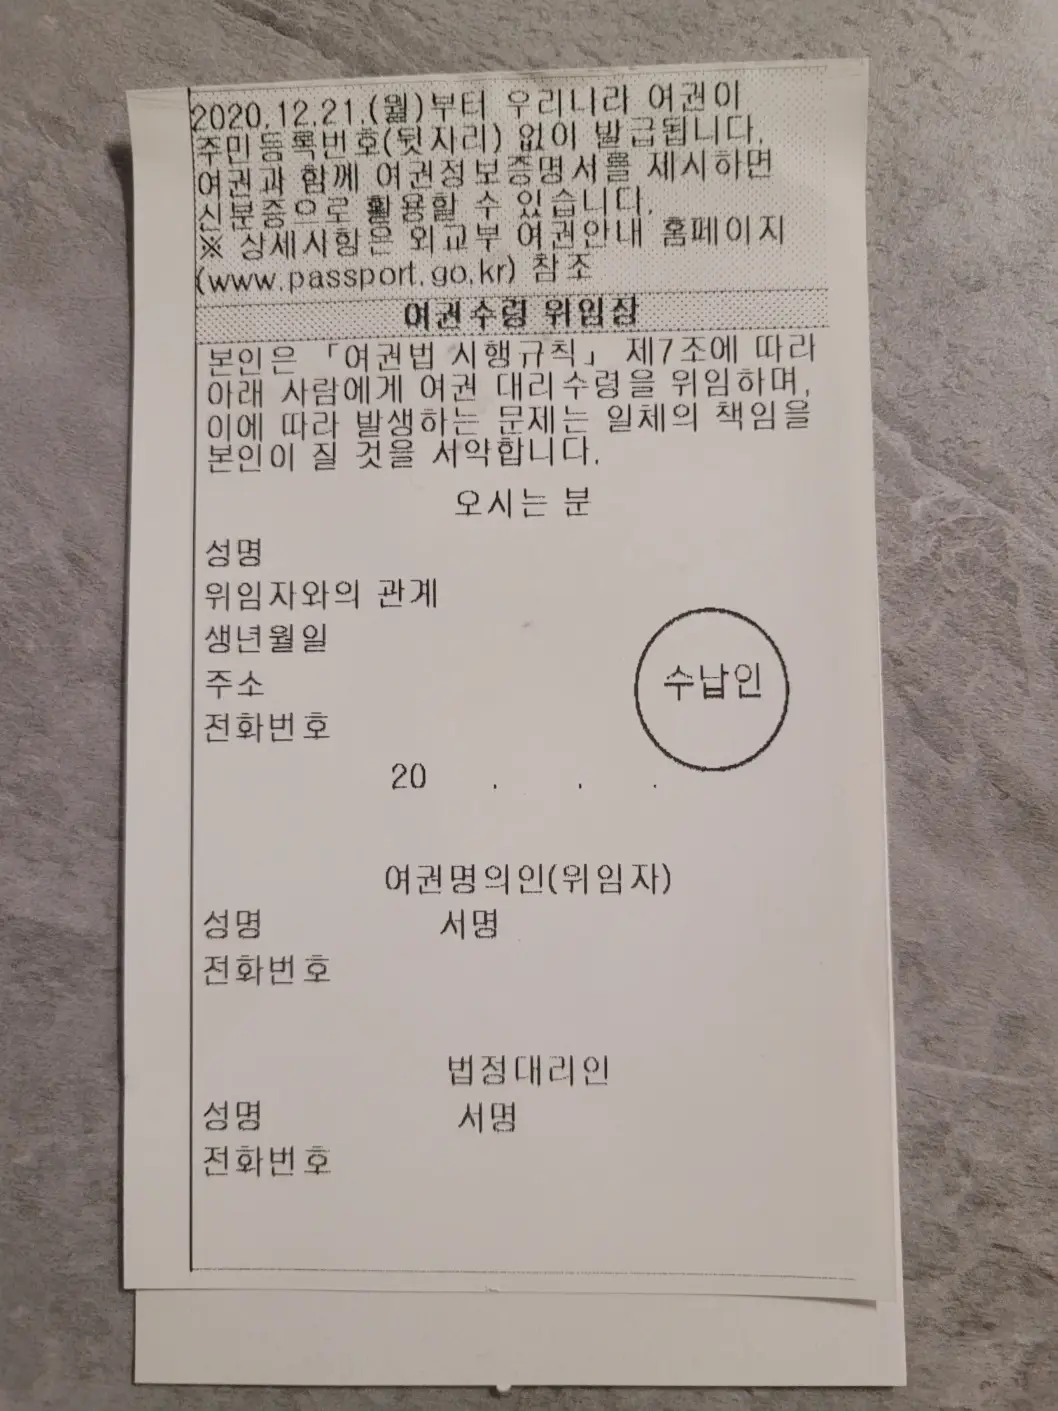 2020.12.21.(월)부터 우리나라 여권이
주민등록번호(뒷자리) 없이 발급됩니다.
여권과 함께 여권정보증명서를 제시하면
신분증으로 활용할 수 있습니다.
※ 상세사항은 외교부 여권안내 홈페이지
(www.passport.go.kr) 참조
여권수령 위임장
본인은 「여권법 시행규칙」 제7조에 따라
아래 사람에게 여권 대리수령을 위임하며,
이에 따라 발생하는 문제는 일체의 책임을
본인이 질 것을 서약합니다.
오시는 분
성명
위임자와의 관계
생년월일
주소
수납인
전화번호
20 . . .
여권명의인(위임자)
성명 서명
전화번호
법정대리인
성명 서명
전화번호